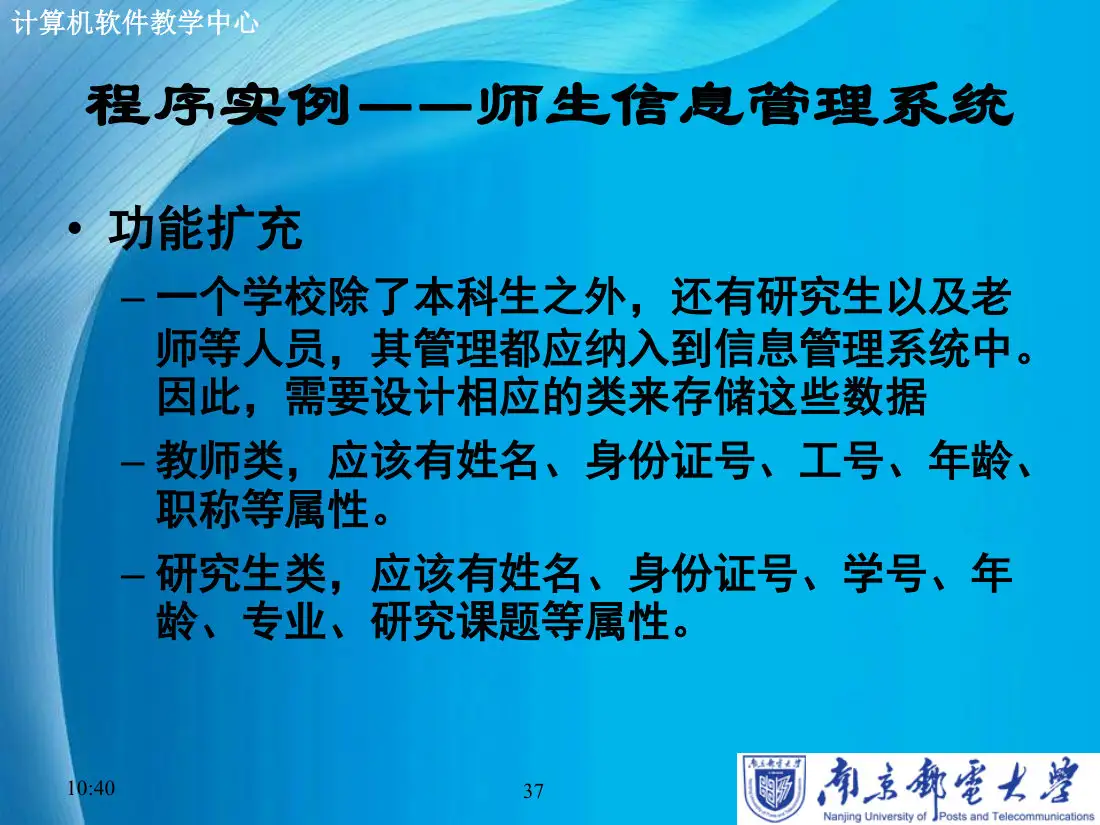 计算机软件教学中心
程序实例——师生信息管理系统
• 功能扩充
– 一个学校除了本科生之外，还有研究生以及老
师等人员，其管理都应纳入到信息管理系统中。
因此，需要设计相应的类来存储这些数据
– 教师类，应该有姓名、身份证号、工号、年龄、
职称等属性。
– 研究生类，应该有姓名、身份证号、学号、年
龄、专业、研究课题等属性。
10:40
37
南京邮电大学
南京郵電大學
Nanjing University of Posts and Telecommunications